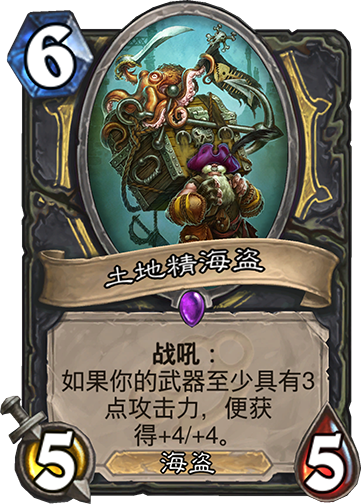 6
土地精海盗
战吼：
如果你的武器至少具有3
点攻击力，便获
得+4/+4。
5
海盗
5